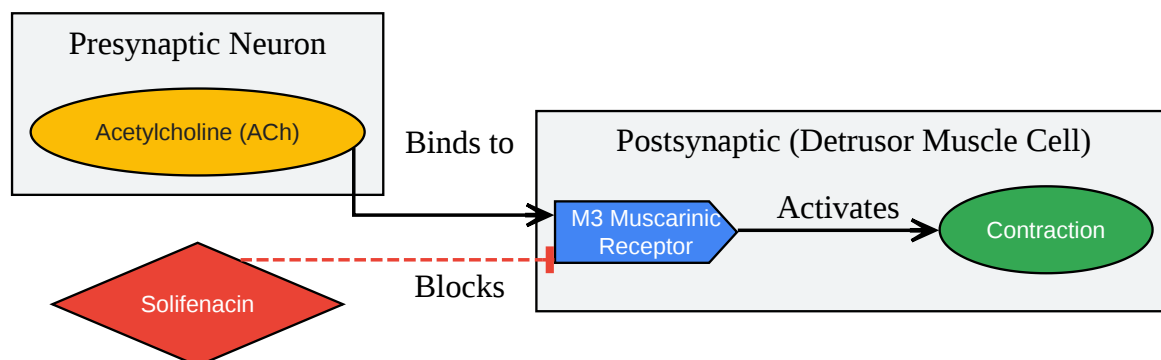 Presynaptic Neuron
Acetylcholine (ACh)
Binds to
Postsynaptic (Detrusor Muscle Cell)
M3 Muscarinic
Receptor
Activates
Contraction
Blocks
Solifenacin